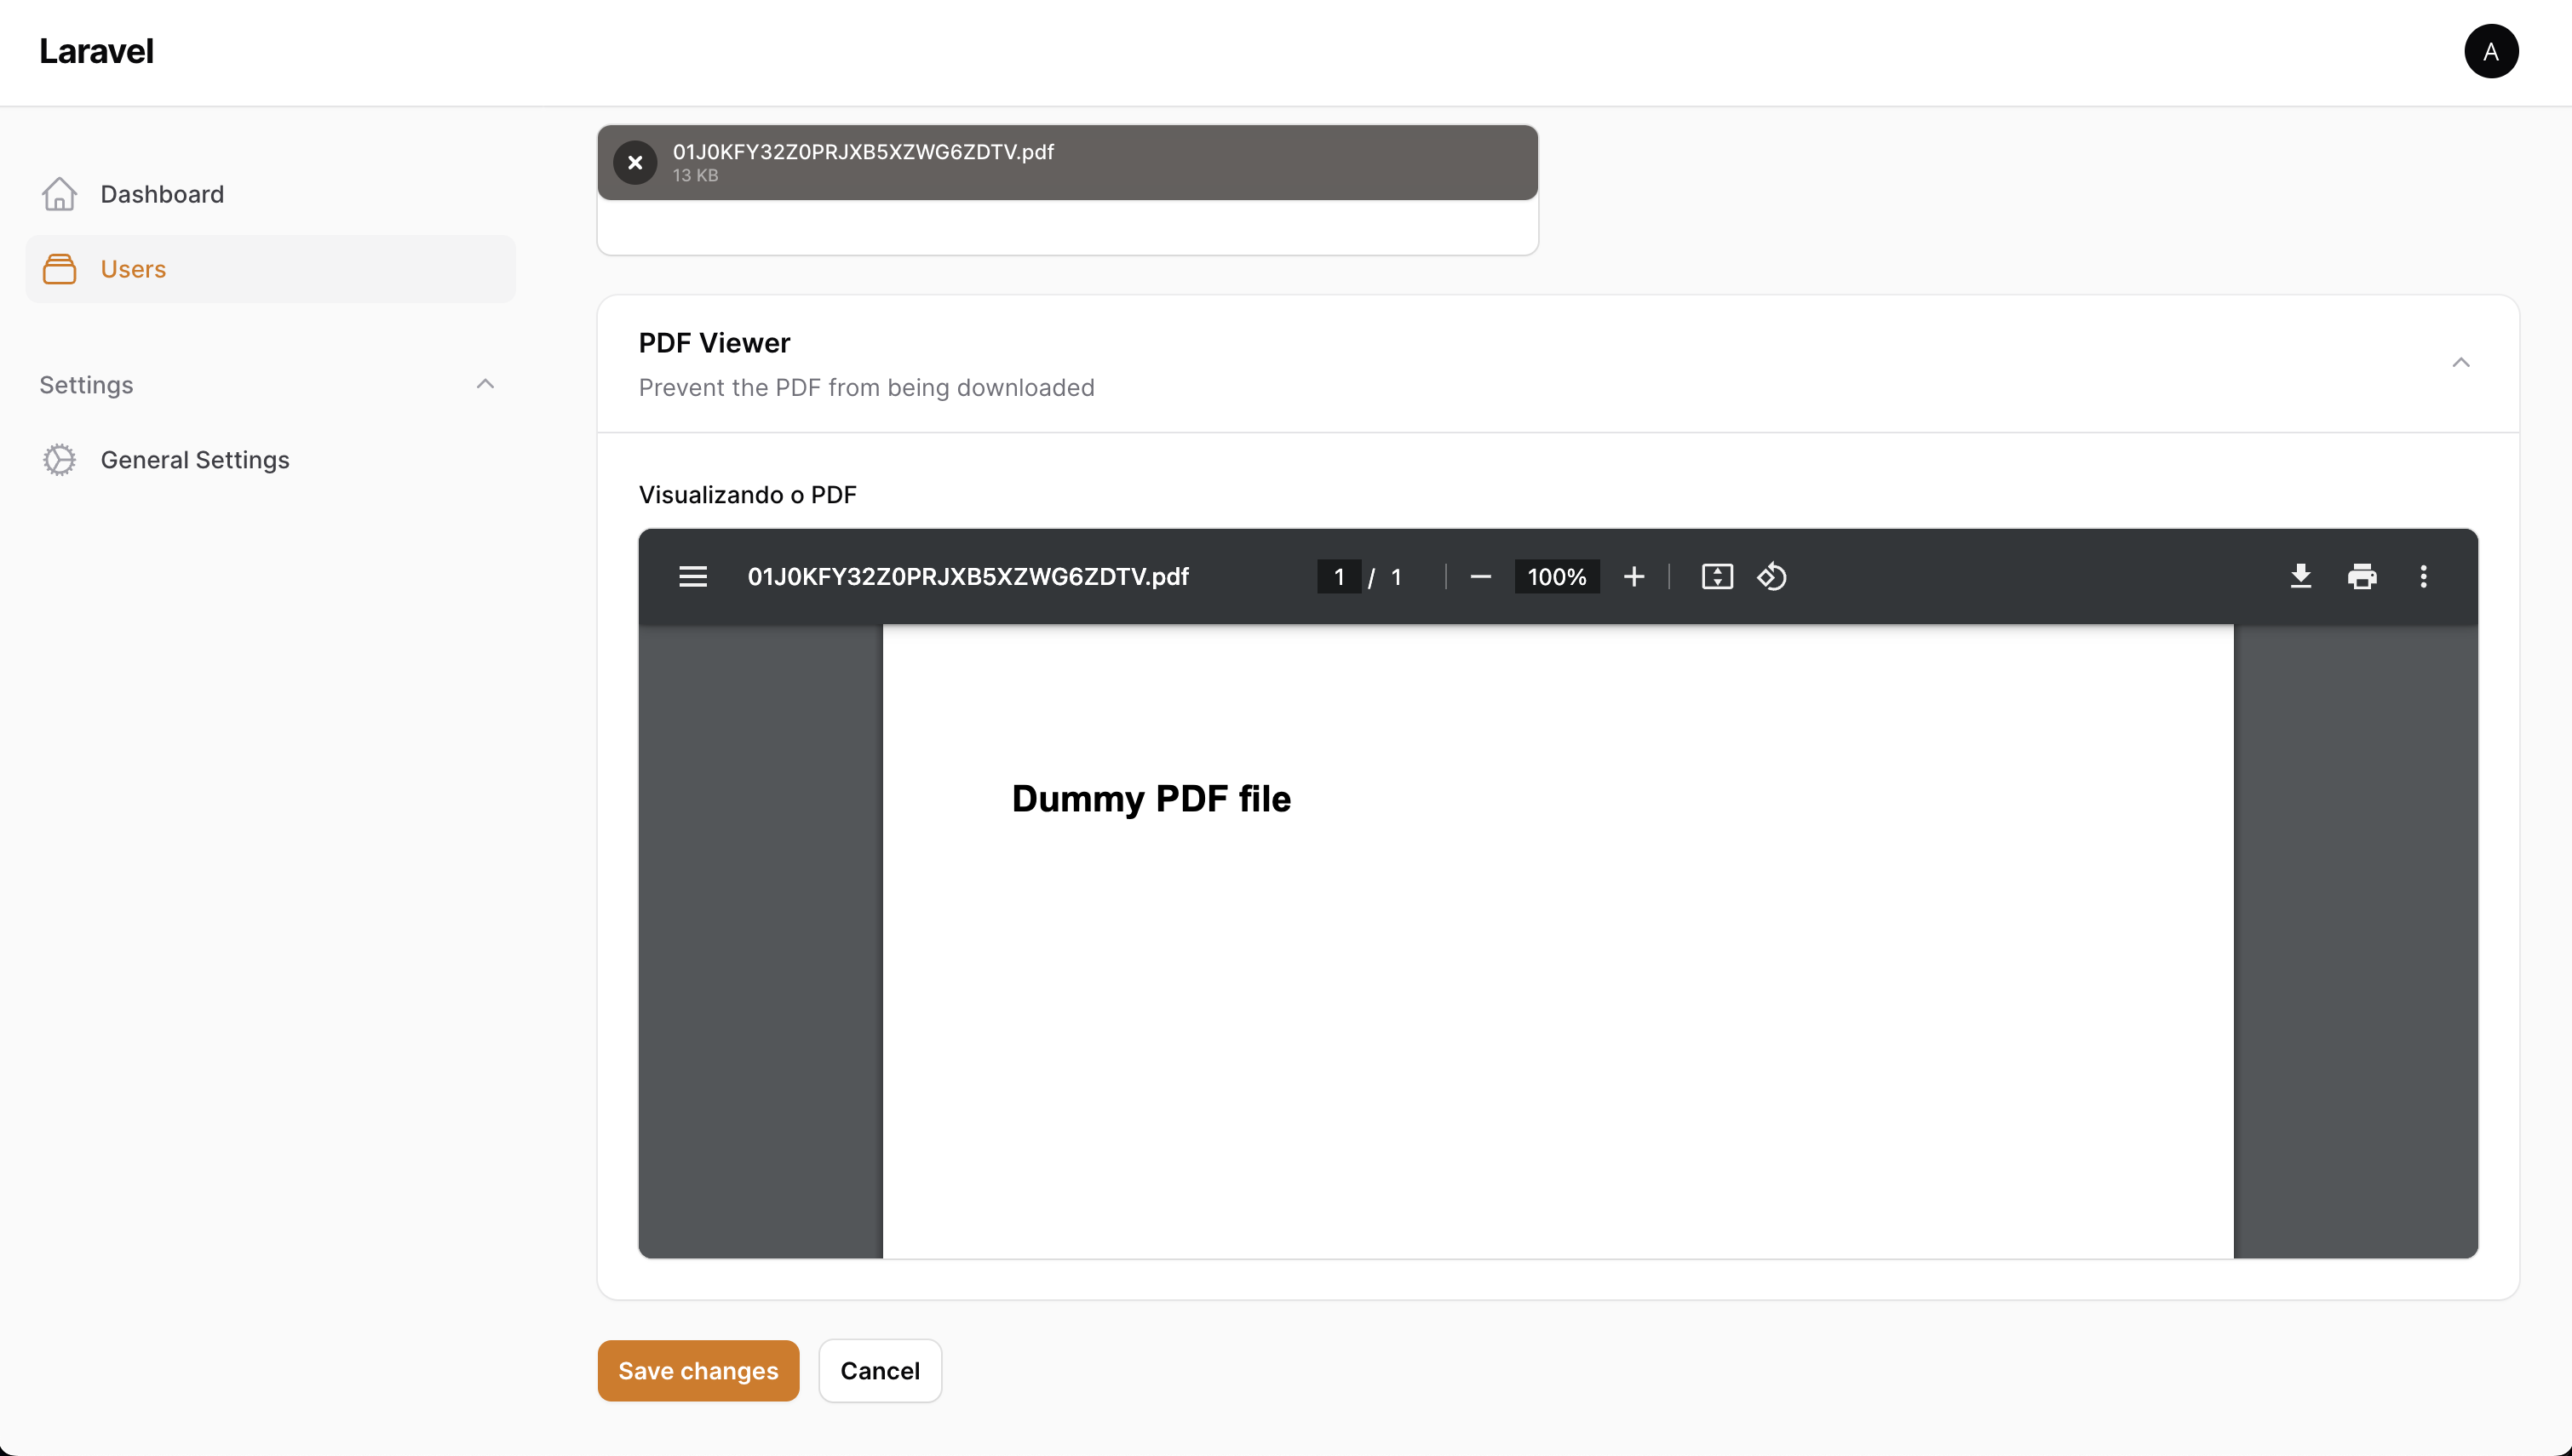 Laravel
A
Dashboard
Users
Settings
General Settings
01J0KFY32Z0PRJXB5XZWG6ZDTV.pdf
13 KB
PDF Viewer
Prevent the PDF from being downloaded
Visualizando o PDF
01J0KFY32Z0PRJXB5XZWG6ZDTV.pdf 1 / 1 100%
Dummy PDF file
Save changes Cancel